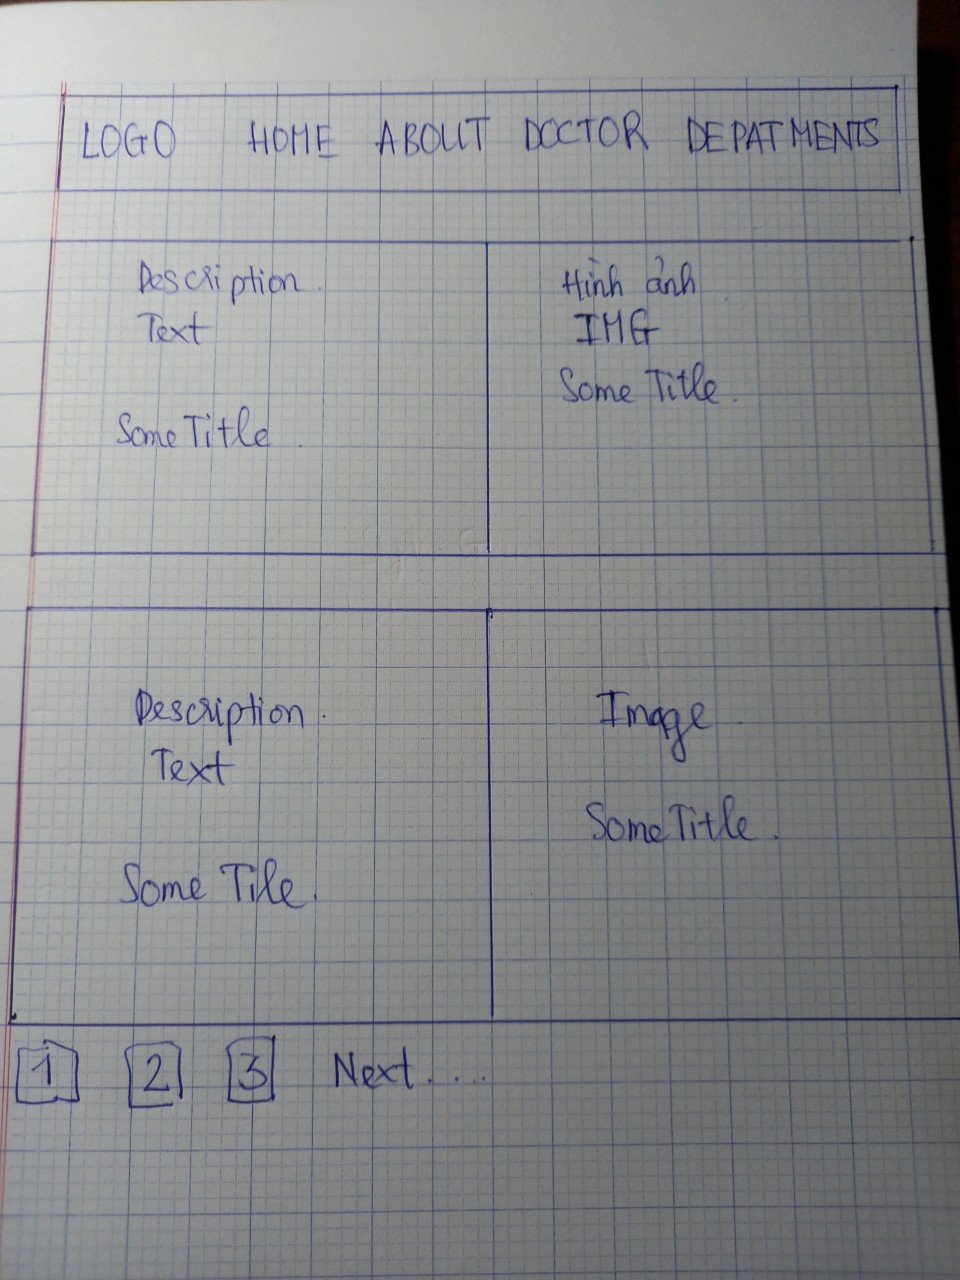 LOGO HOME ABOUT DOCTOR DEPATMENTS
Description.
Text
Some Title.
Hình ảnh
IMG
Some Title.
Description.
Text
Some Tile.
Image
Some Title.
1 2 3 Next....